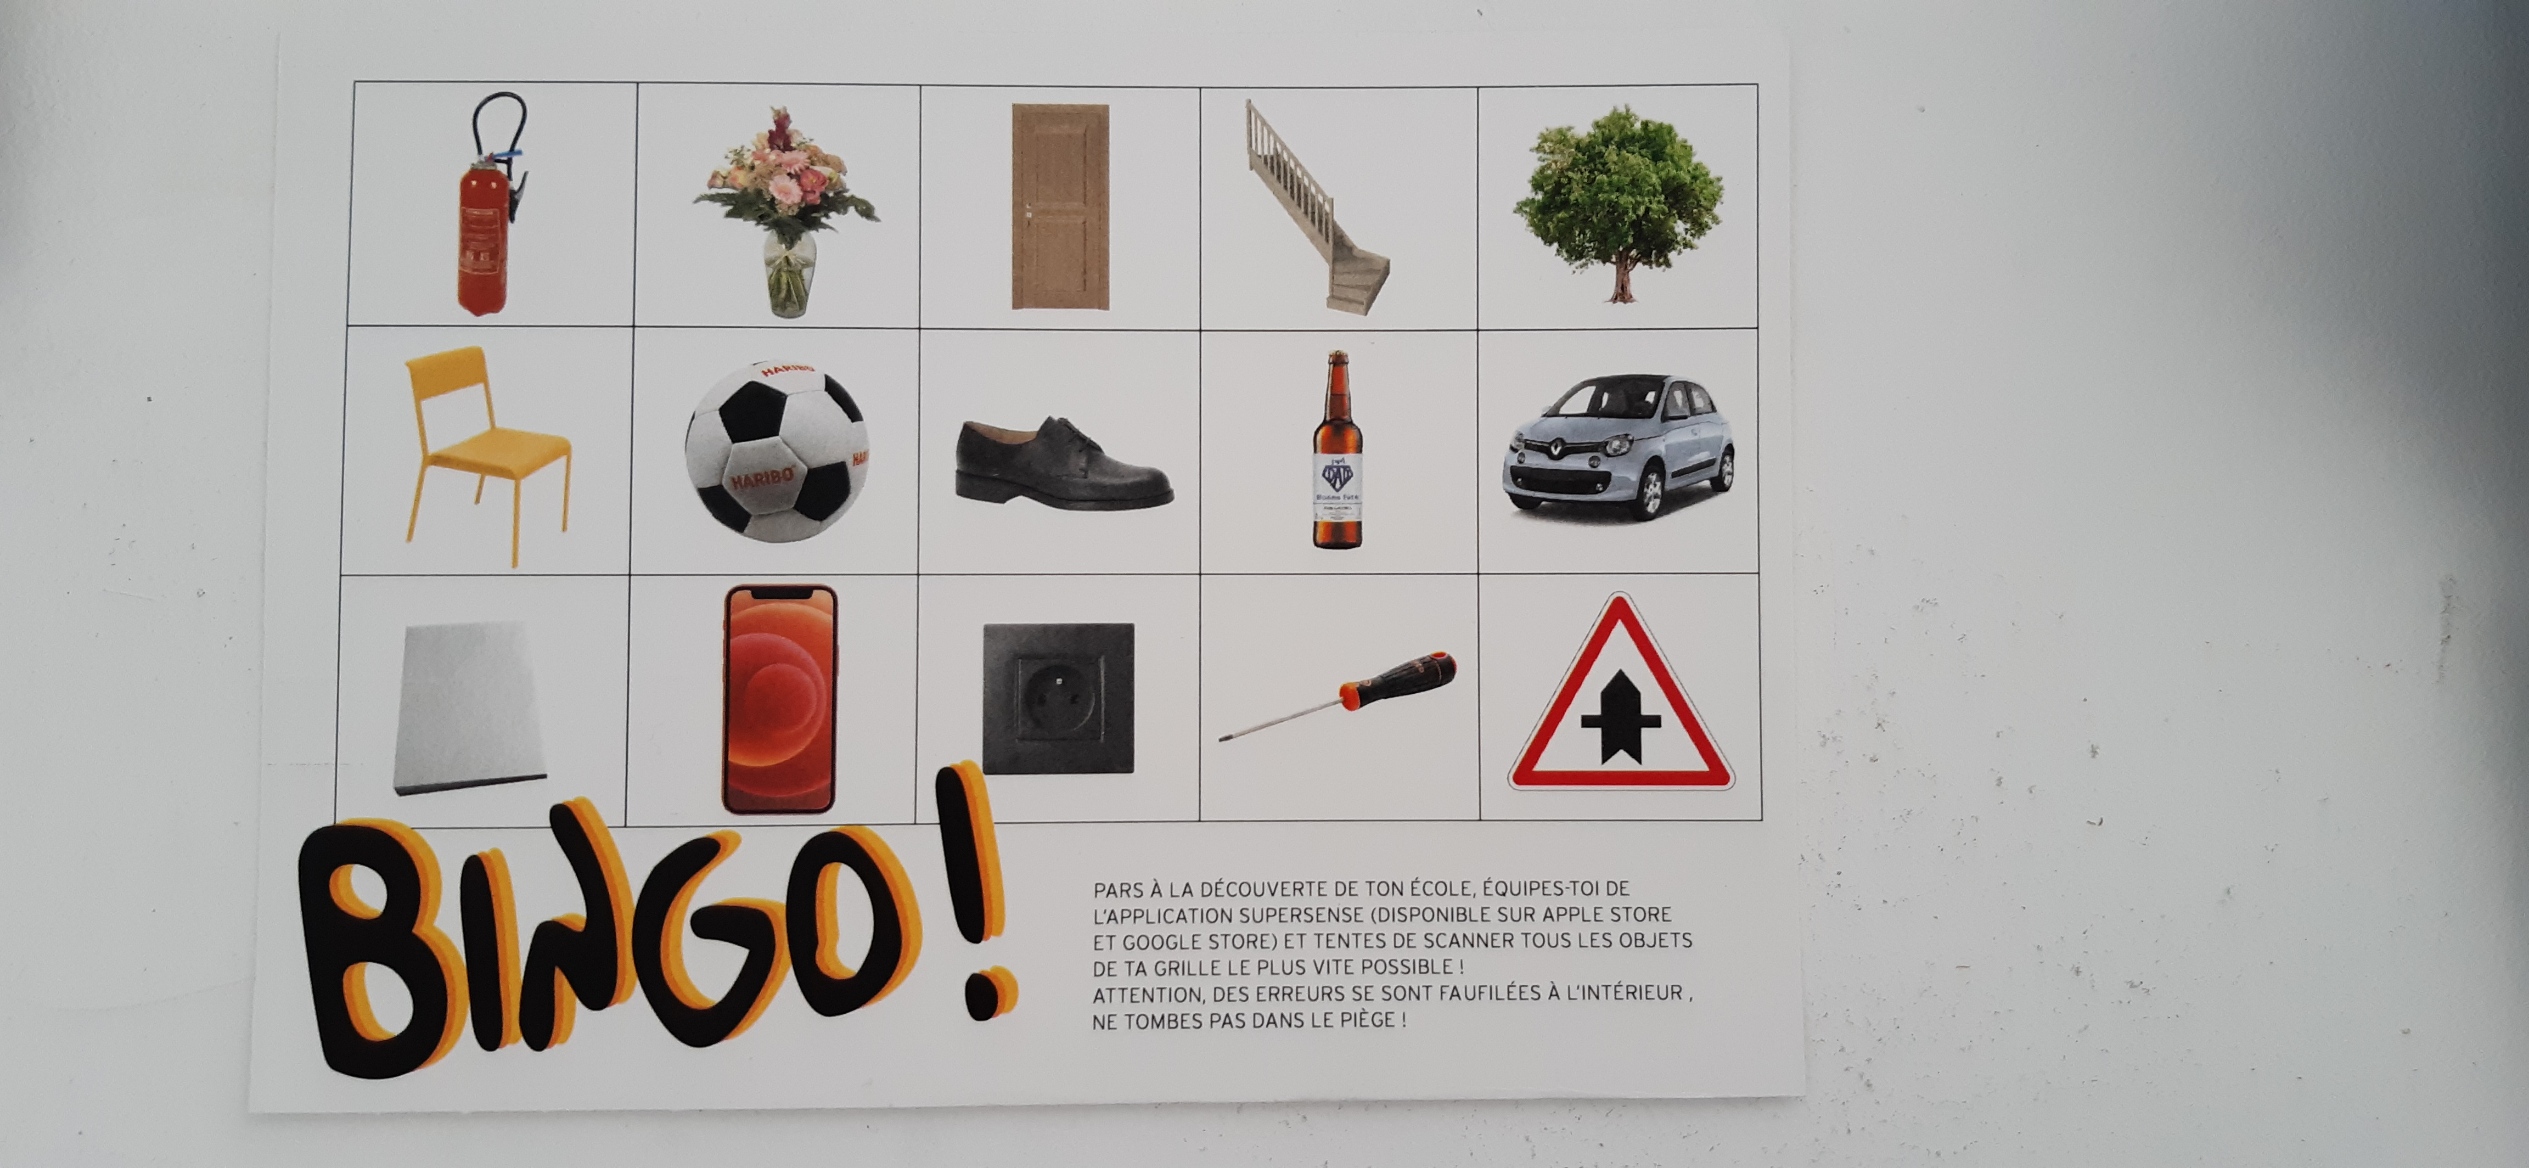 HARIBO
HARIBO
HARI
BINGO!
PARS À LA DÉCOUVERTE DE TON ÉCOLE, ÉQUIPES-TOI DE
L'APPLICATION SUPERSENSE (DISPONIBLE SUR APPLE STORE
ET GOOGLE STORE) ET TENTES DE SCANNER TOUS LES OBJETS
DE TA GRILLE LE PLUS VITE POSSIBLE !
ATTENTION, DES ERREURS SE SONT FAUFILÉES À L'INTÉRIEUR ,
NE TOMBES PAS DANS LE PIÈGE !